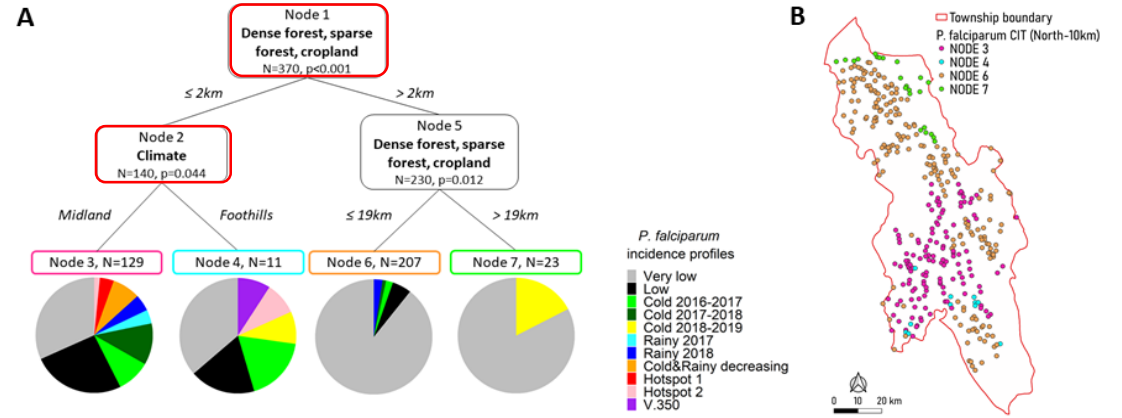 A
Node 1
Dense forest, sparse
forest, cropland
N=370, p<0.001
≤ 2km
> 2km
Node 2
Climate
N=140, p=0.044
Node 5
Dense forest, sparse
forest, cropland
N=230, p=0.012
Midland
Foothills
≤ 19km
> 19km
Node 3, N=129
Node 4, N=11
Node 6, N=207
Node 7, N=23
P. falciparum
incidence profiles
Very low
Low
Cold 2016-2017
Cold 2017-2018
Cold 2018-2019
Rainy 2017
Rainy 2018
Cold&Rainy decreasing
Hotspot 1
Hotspot 2
V.350
B
Township boundary
P. falciparum CIT (North-10km)
NODE 3
NODE 4
NODE 6
NODE 7
0 10 20 km